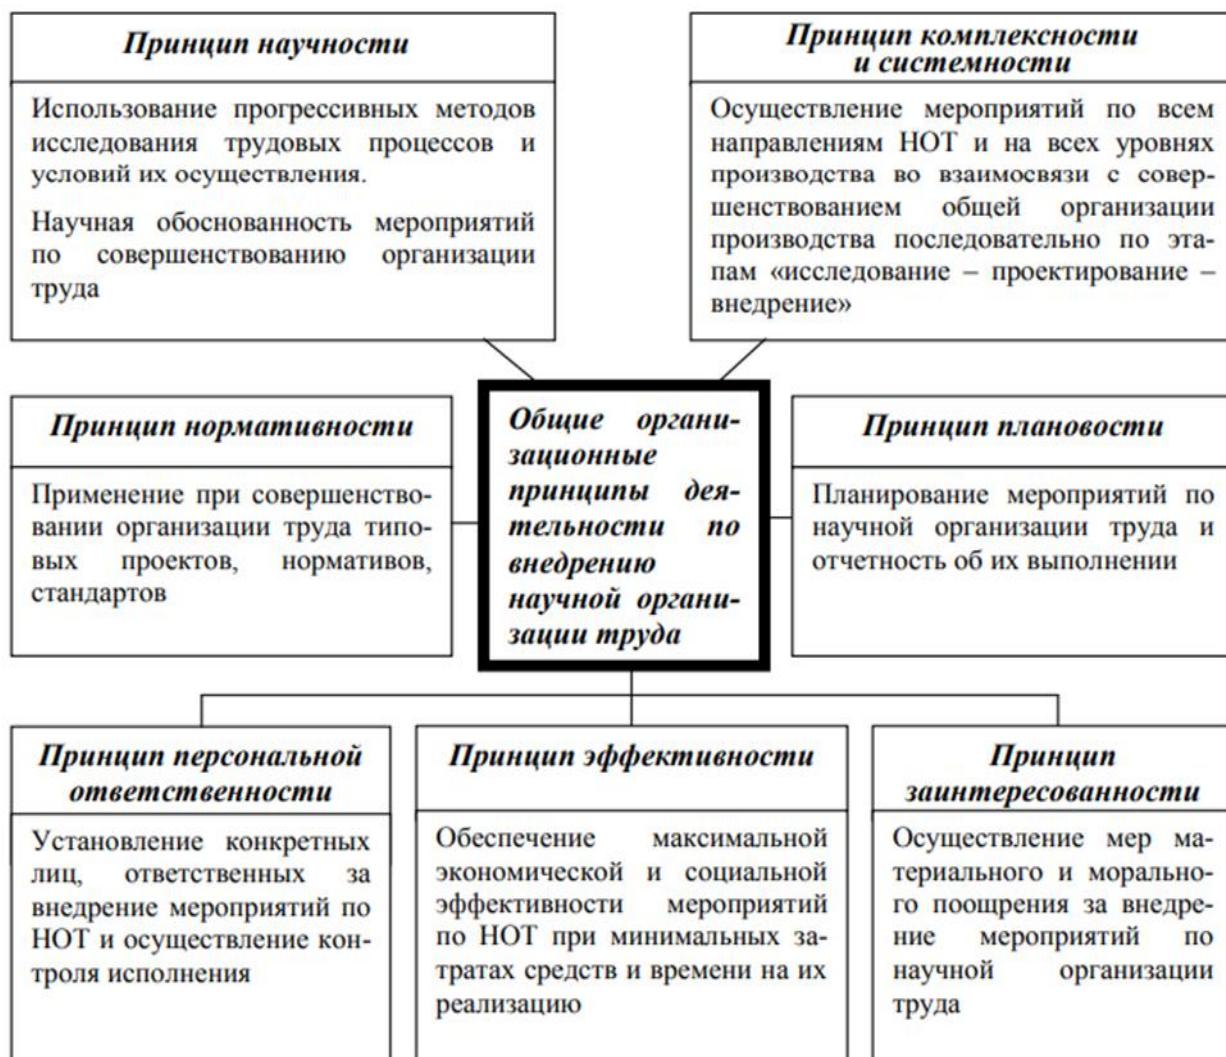 Принцип научности
Использование прогрессивных методов
исследования трудовых процессов и
условий их осуществления.
Научная обоснованность мероприятий
по совершенствованию организации
труда
Принцип комплексности
и системности
Осуществление мероприятий по всем
направлениям НОТ и на всех уровнях
производства во взаимосвязи с совер-
шенствованием общей организации
производства последовательно по эта-
пам «исследование – проектирование –
внедрение»
Принцип нормативности
Применение при совершенство-
вании организации труда типо-
вых проектов, нормативов,
стандартов
Общие органи-
зационные
принципы дея-
тельности по
внедрению
научной органи-
зации труда
Принцип плановости
Планирование мероприятий по
научной организации труда и
отчетность об их выполнении
Принцип персональной
ответственности
Установление конкретных
лиц, ответственных за
внедрение мероприятий по
НОТ и осуществление кон-
троля исполнения
Принцип эффективности
Обеспечение максимальной
экономической и социальной
эффективности мероприятий
по НОТ при минимальных за-
тратах средств и времени на их
реализацию
Принцип
заинтересованности
Осуществление мер ма-
териального и морально-
го поощрения за внедре-
ние мероприятий по
научной организации
труда